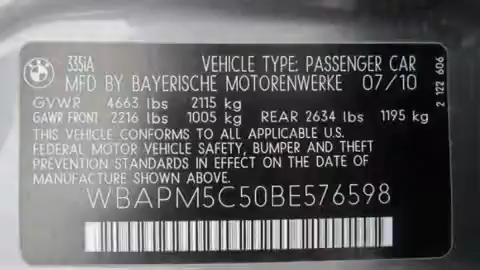 335iA VEHICLE TYPE: PASSENGER CAR
MFD BY BAYERISCHE MOTORENWERKE 07/10
GVWR 4663 lbs 2115 kg
GAWR FRONT 2216 lbs 1005 kg REAR 2634 lbs 1195 kg
THIS VEHICLE CONFORMS TO ALL APPLICABLE U.S.
FEDERAL MOTOR VEHICLE SAFETY, BUMPER AND THEFT
PREVENTION STANDARDS IN EFFECT ON THE DATE OF
MANUFACTURE SHOWN ABOVE.
WBAPM5C50BE576598
2 122 606